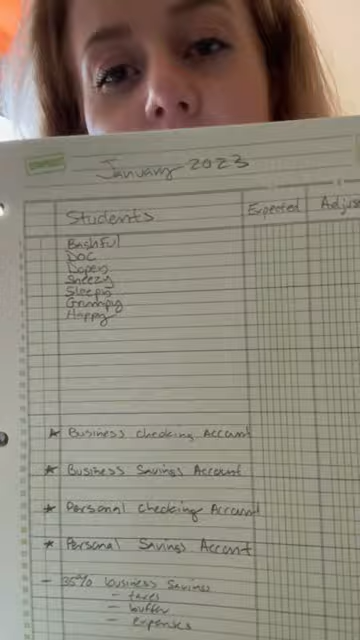 January 2023
Students
Expected
Adjus
Bashful
Doc
Dopey
Sneezy
Sleepy
Grumpy
Happy
★ Business Checking Account
★ Business Savings Account
★ Personal Checking Account
★ Personal Savings Account
- 35% business savings
- taxes
- buffer
- expenses